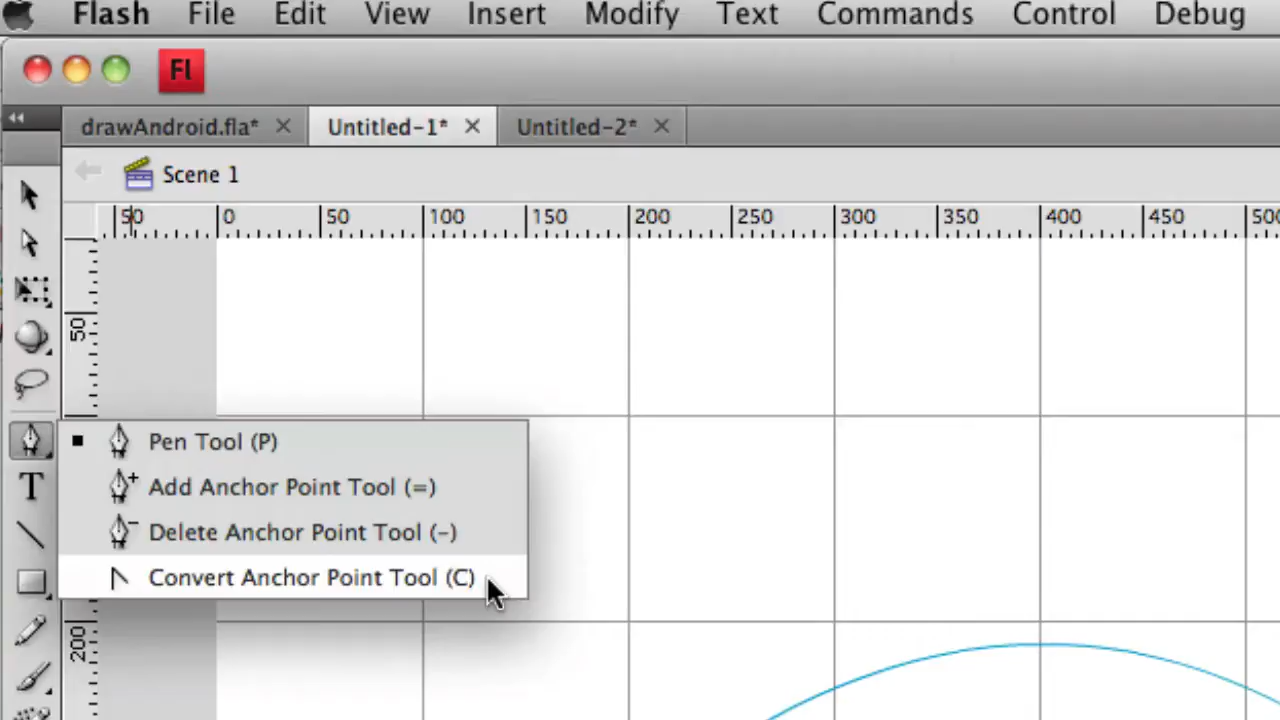 Flash File Edit View Insert Modify Text Commands Control Debug
Fl
drawAndroid.fla* Untitled-1* Untitled-2*
Scene 1
50 0 50 100 150 200 250 300 350 400 450 500
50
Pen Tool (P)
Add Anchor Point Tool (=)
Delete Anchor Point Tool (-)
T
Convert Anchor Point Tool (C)
200